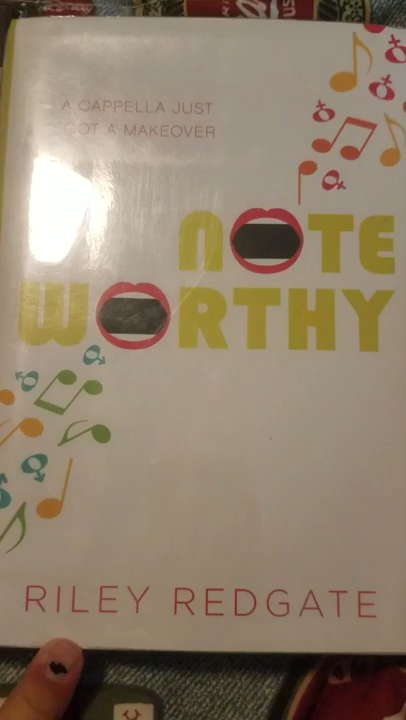 A CAPPELLA JUST
GOT A MAKEOVER
NOTE
WORTHY
RILEY REDGATE